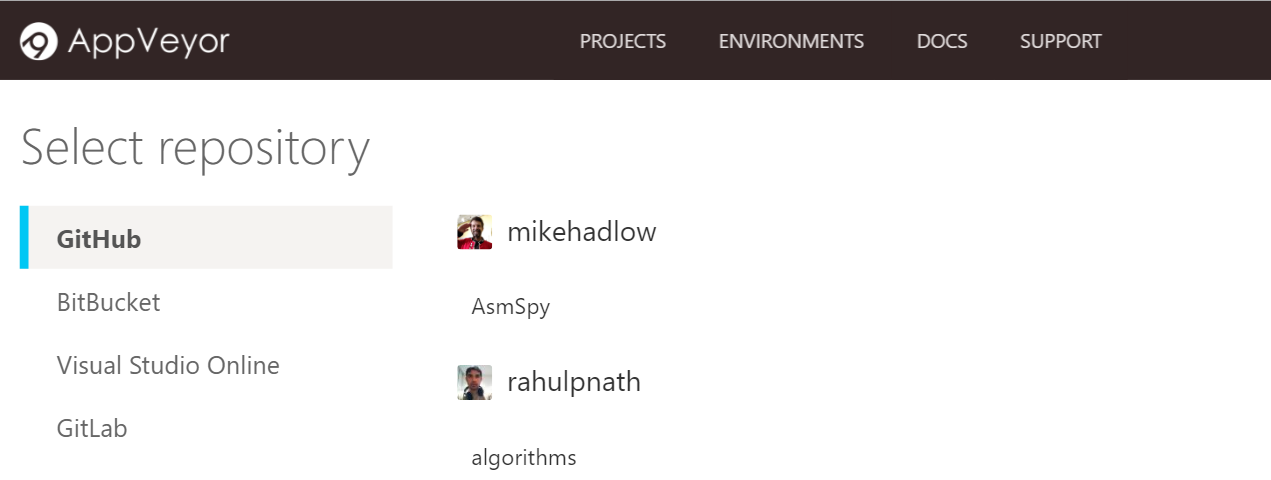 AppVeyor PROJECTS ENVIRONMENTS DOCS SUPPORT
Select repository
GitHub
BitBucket
Visual Studio Online
GitLab
mikehadlow
AsmSpy
rahulpnath
algorithms